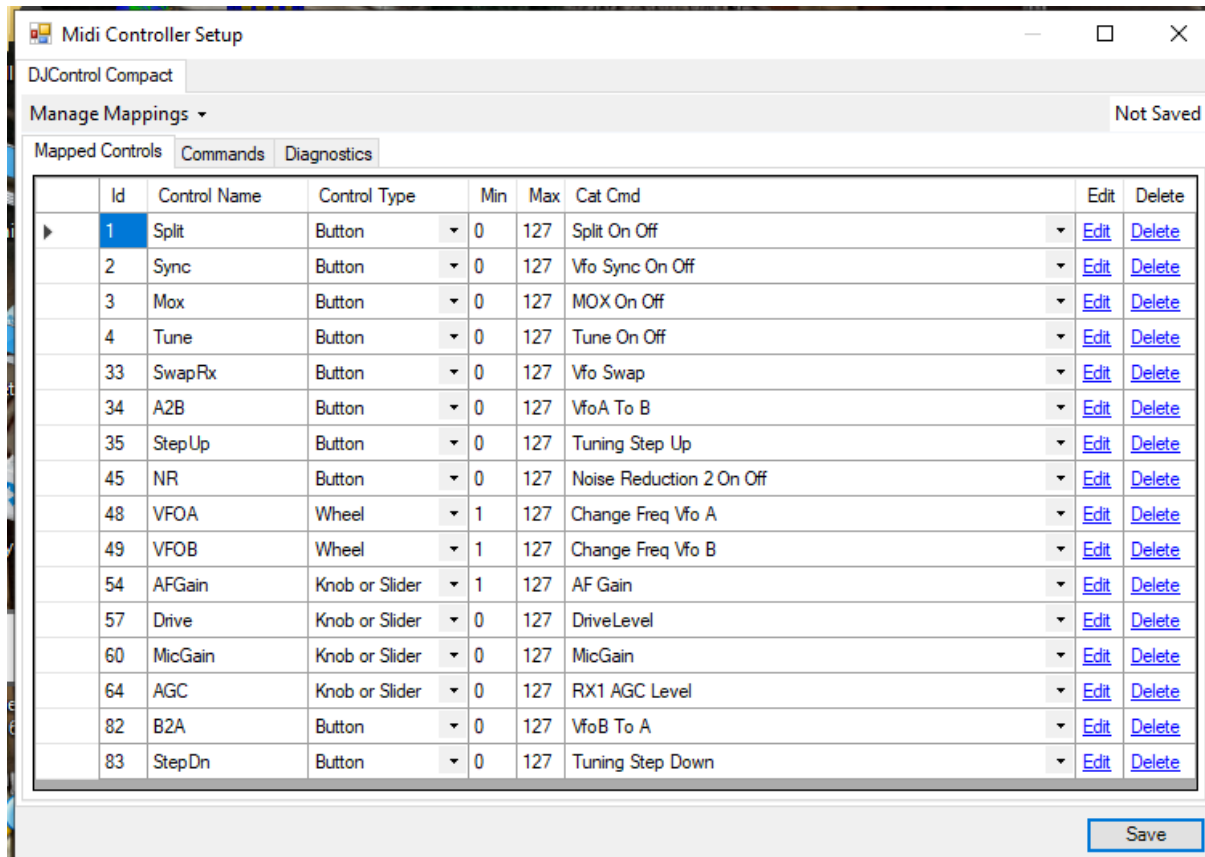 Midi Controller Setup
DJControl Compact
Manage Mappings Not Saved
Mapped Controls Commands Diagnostics
Id Control Name Control Type Min Max Cat Cmd Edit Delete
1 Split Button 0 127 Split On Off Edit Delete
2 Sync Button 0 127 Vfo Sync On Off Edit Delete
3 Mox Button 0 127 MOX On Off Edit Delete
4 Tune Button 0 127 Tune On Off Edit Delete
33 SwapRx Button 0 127 Vfo Swap Edit Delete
34 A2B Button 0 127 VfoA To B Edit Delete
35 StepUp Button 0 127 Tuning Step Up Edit Delete
45 NR Button 0 127 Noise Reduction 2 On Off Edit Delete
48 VFOA Wheel 1 127 Change Freq Vfo A Edit Delete
49 VFOB Wheel 1 127 Change Freq Vfo B Edit Delete
54 AFGain Knob or Slider 1 127 AF Gain Edit Delete
57 Drive Knob or Slider 0 127 DriveLevel Edit Delete
60 MicGain Knob or Slider 0 127 MicGain Edit Delete
64 AGC Knob or Slider 0 127 RX1 AGC Level Edit Delete
82 B2A Button 0 127 VfoB To A Edit Delete
83 StepDn Button 0 127 Tuning Step Down Edit Delete
Save